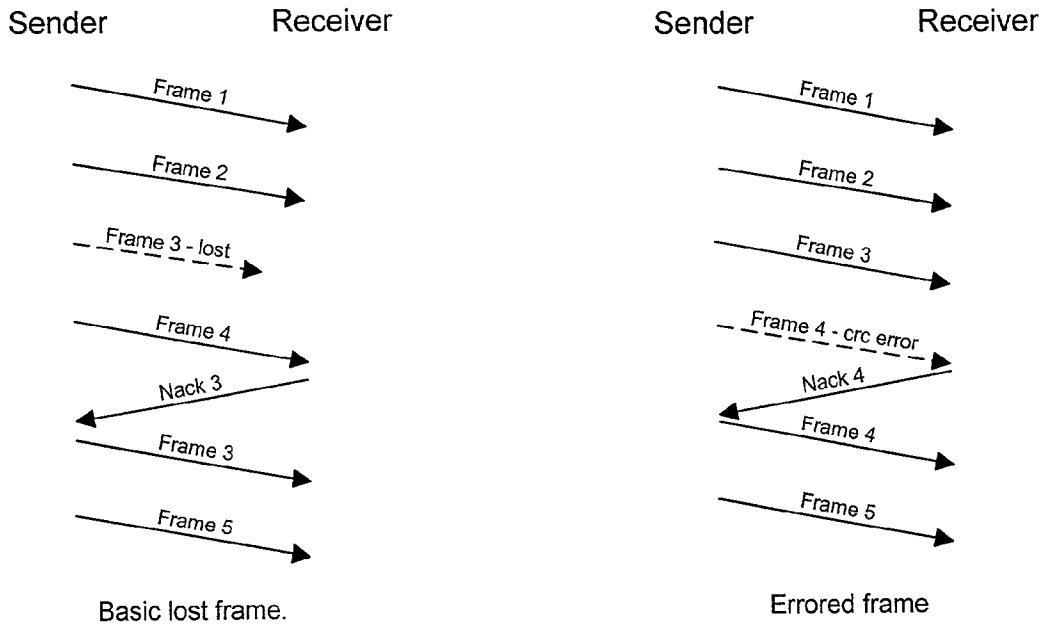 Sender Receiver
Frame 1
Frame 2
Frame 3 - lost
Frame 4
Nack 3
Frame 3
Frame 5
Basic lost frame.
Sender Receiver
Frame 1
Frame 2
Frame 3
Frame 4 - crc error
Nack 4
Frame 4
Frame 5
Errored frame